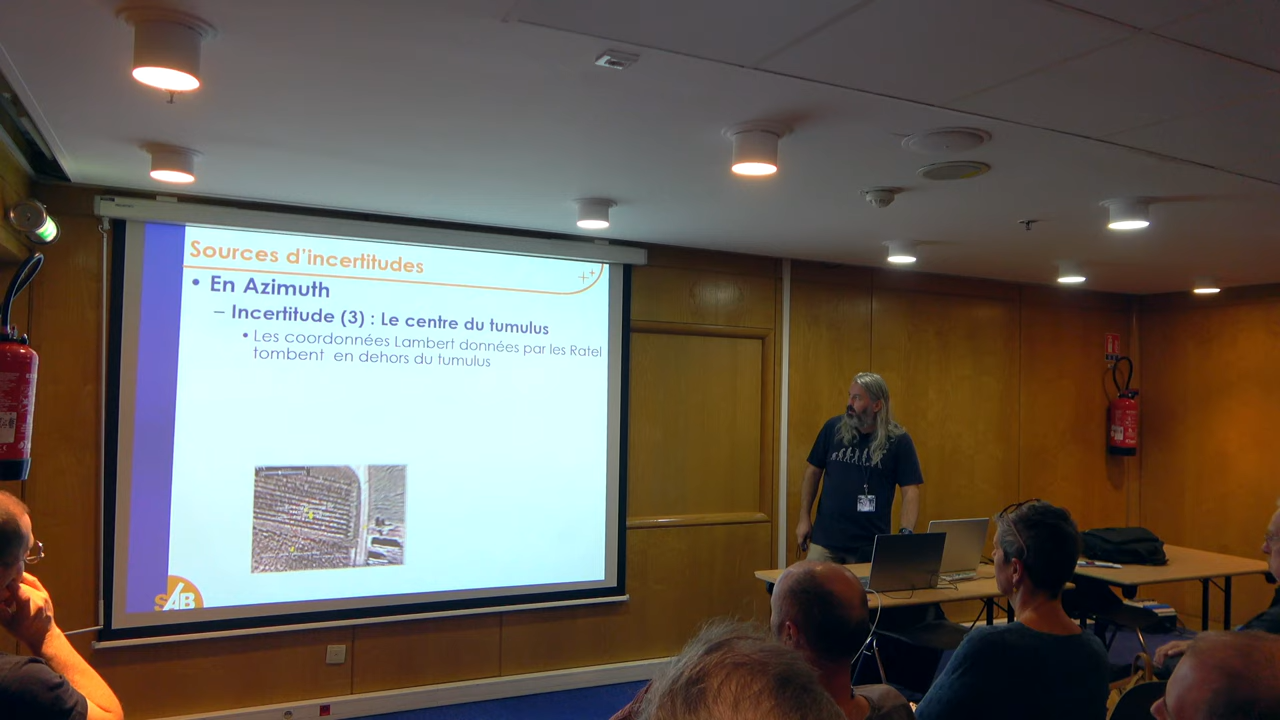 Sources d'incertitudes
• En Azimuth
– Incertitude (3) : Le centre du tumulus
• Les coordonnées Lambert données par les Ratel
tombent en dehors du tumulus
SAB